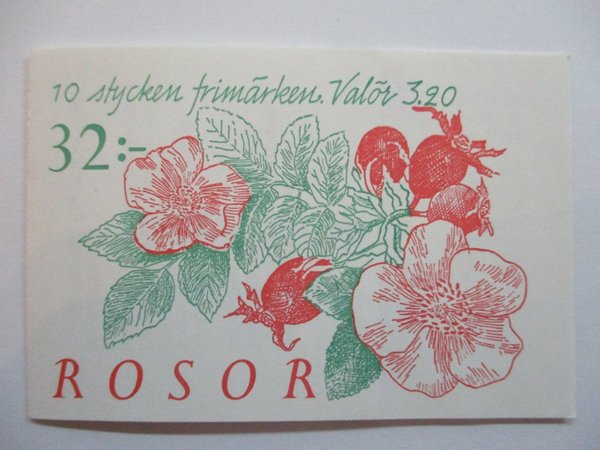 10 stycken frimärken. Valör 3.20
32:-
ROSOR